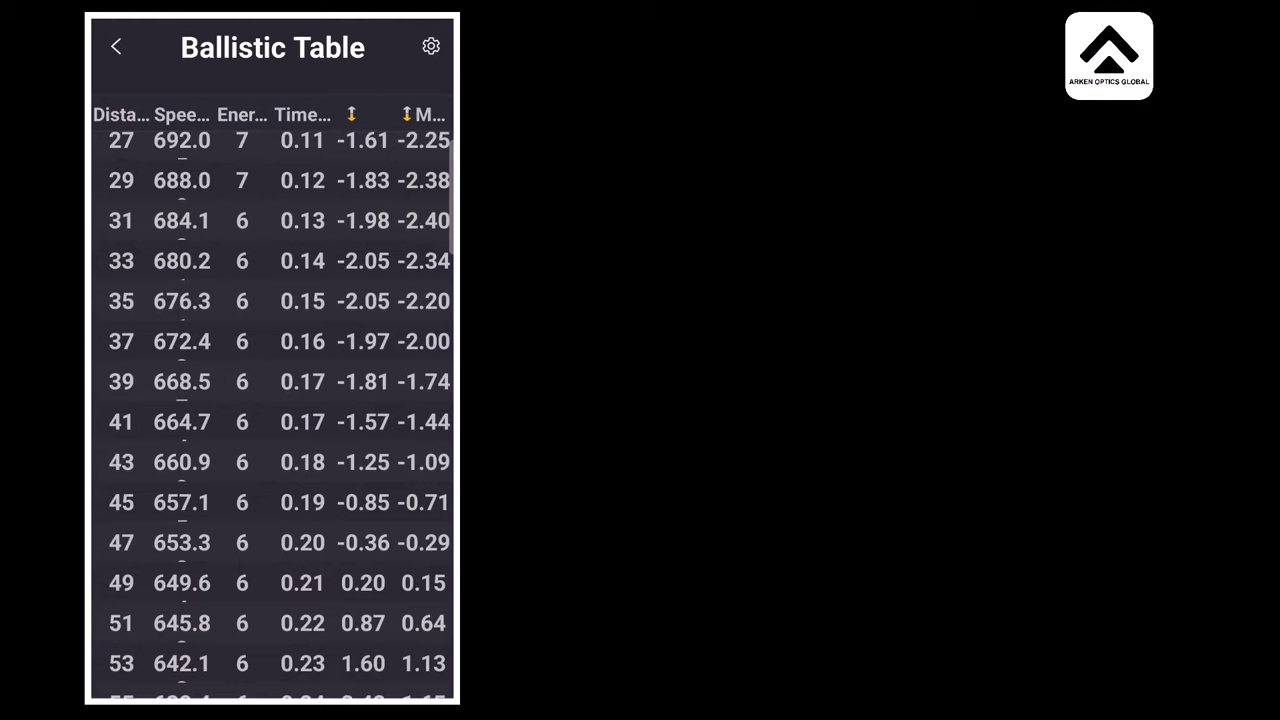 Ballistic Table
ARKEN OPTICS GLOBAL
Dista... Spee... Ener... Time... M...
27 692.0 7 0.11 -1.61 -2.25
29 688.0 7 0.12 -1.83 -2.38
31 684.1 6 0.13 -1.98 -2.40
33 680.2 6 0.14 -2.05 -2.34
35 676.3 6 0.15 -2.05 -2.20
37 672.4 6 0.16 -1.97 -2.00
39 668.5 6 0.17 -1.81 -1.74
41 664.7 6 0.17 -1.57 -1.44
43 660.9 6 0.18 -1.25 -1.09
45 657.1 6 0.19 -0.85 -0.71
47 653.3 6 0.20 -0.36 -0.29
49 649.6 6 0.21 0.20 0.15
51 645.8 6 0.22 0.87 0.64
53 642.1 6 0.23 1.60 1.13